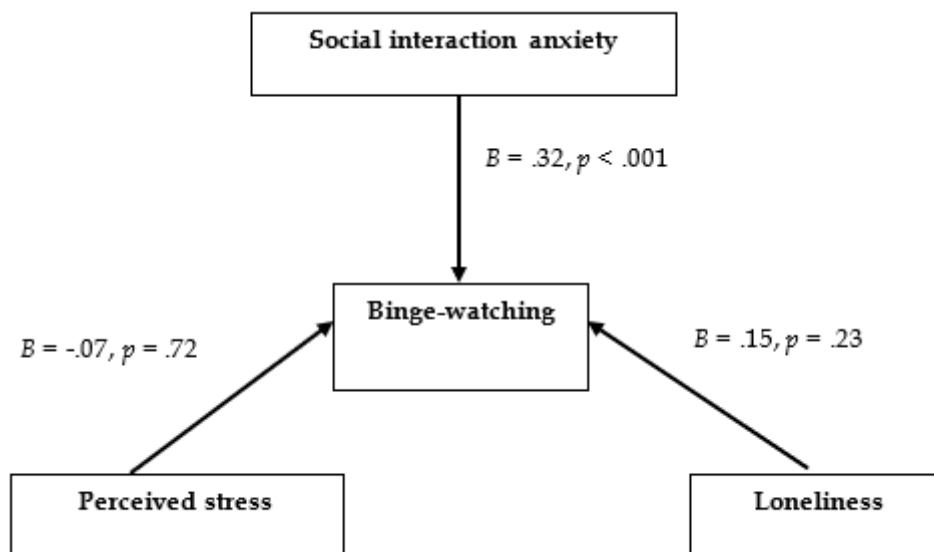 Social interaction anxiety
B = .32, p < .001
Binge-watching
B = -.07, p = .72
B = .15, p = .23
Perceived stress
Loneliness